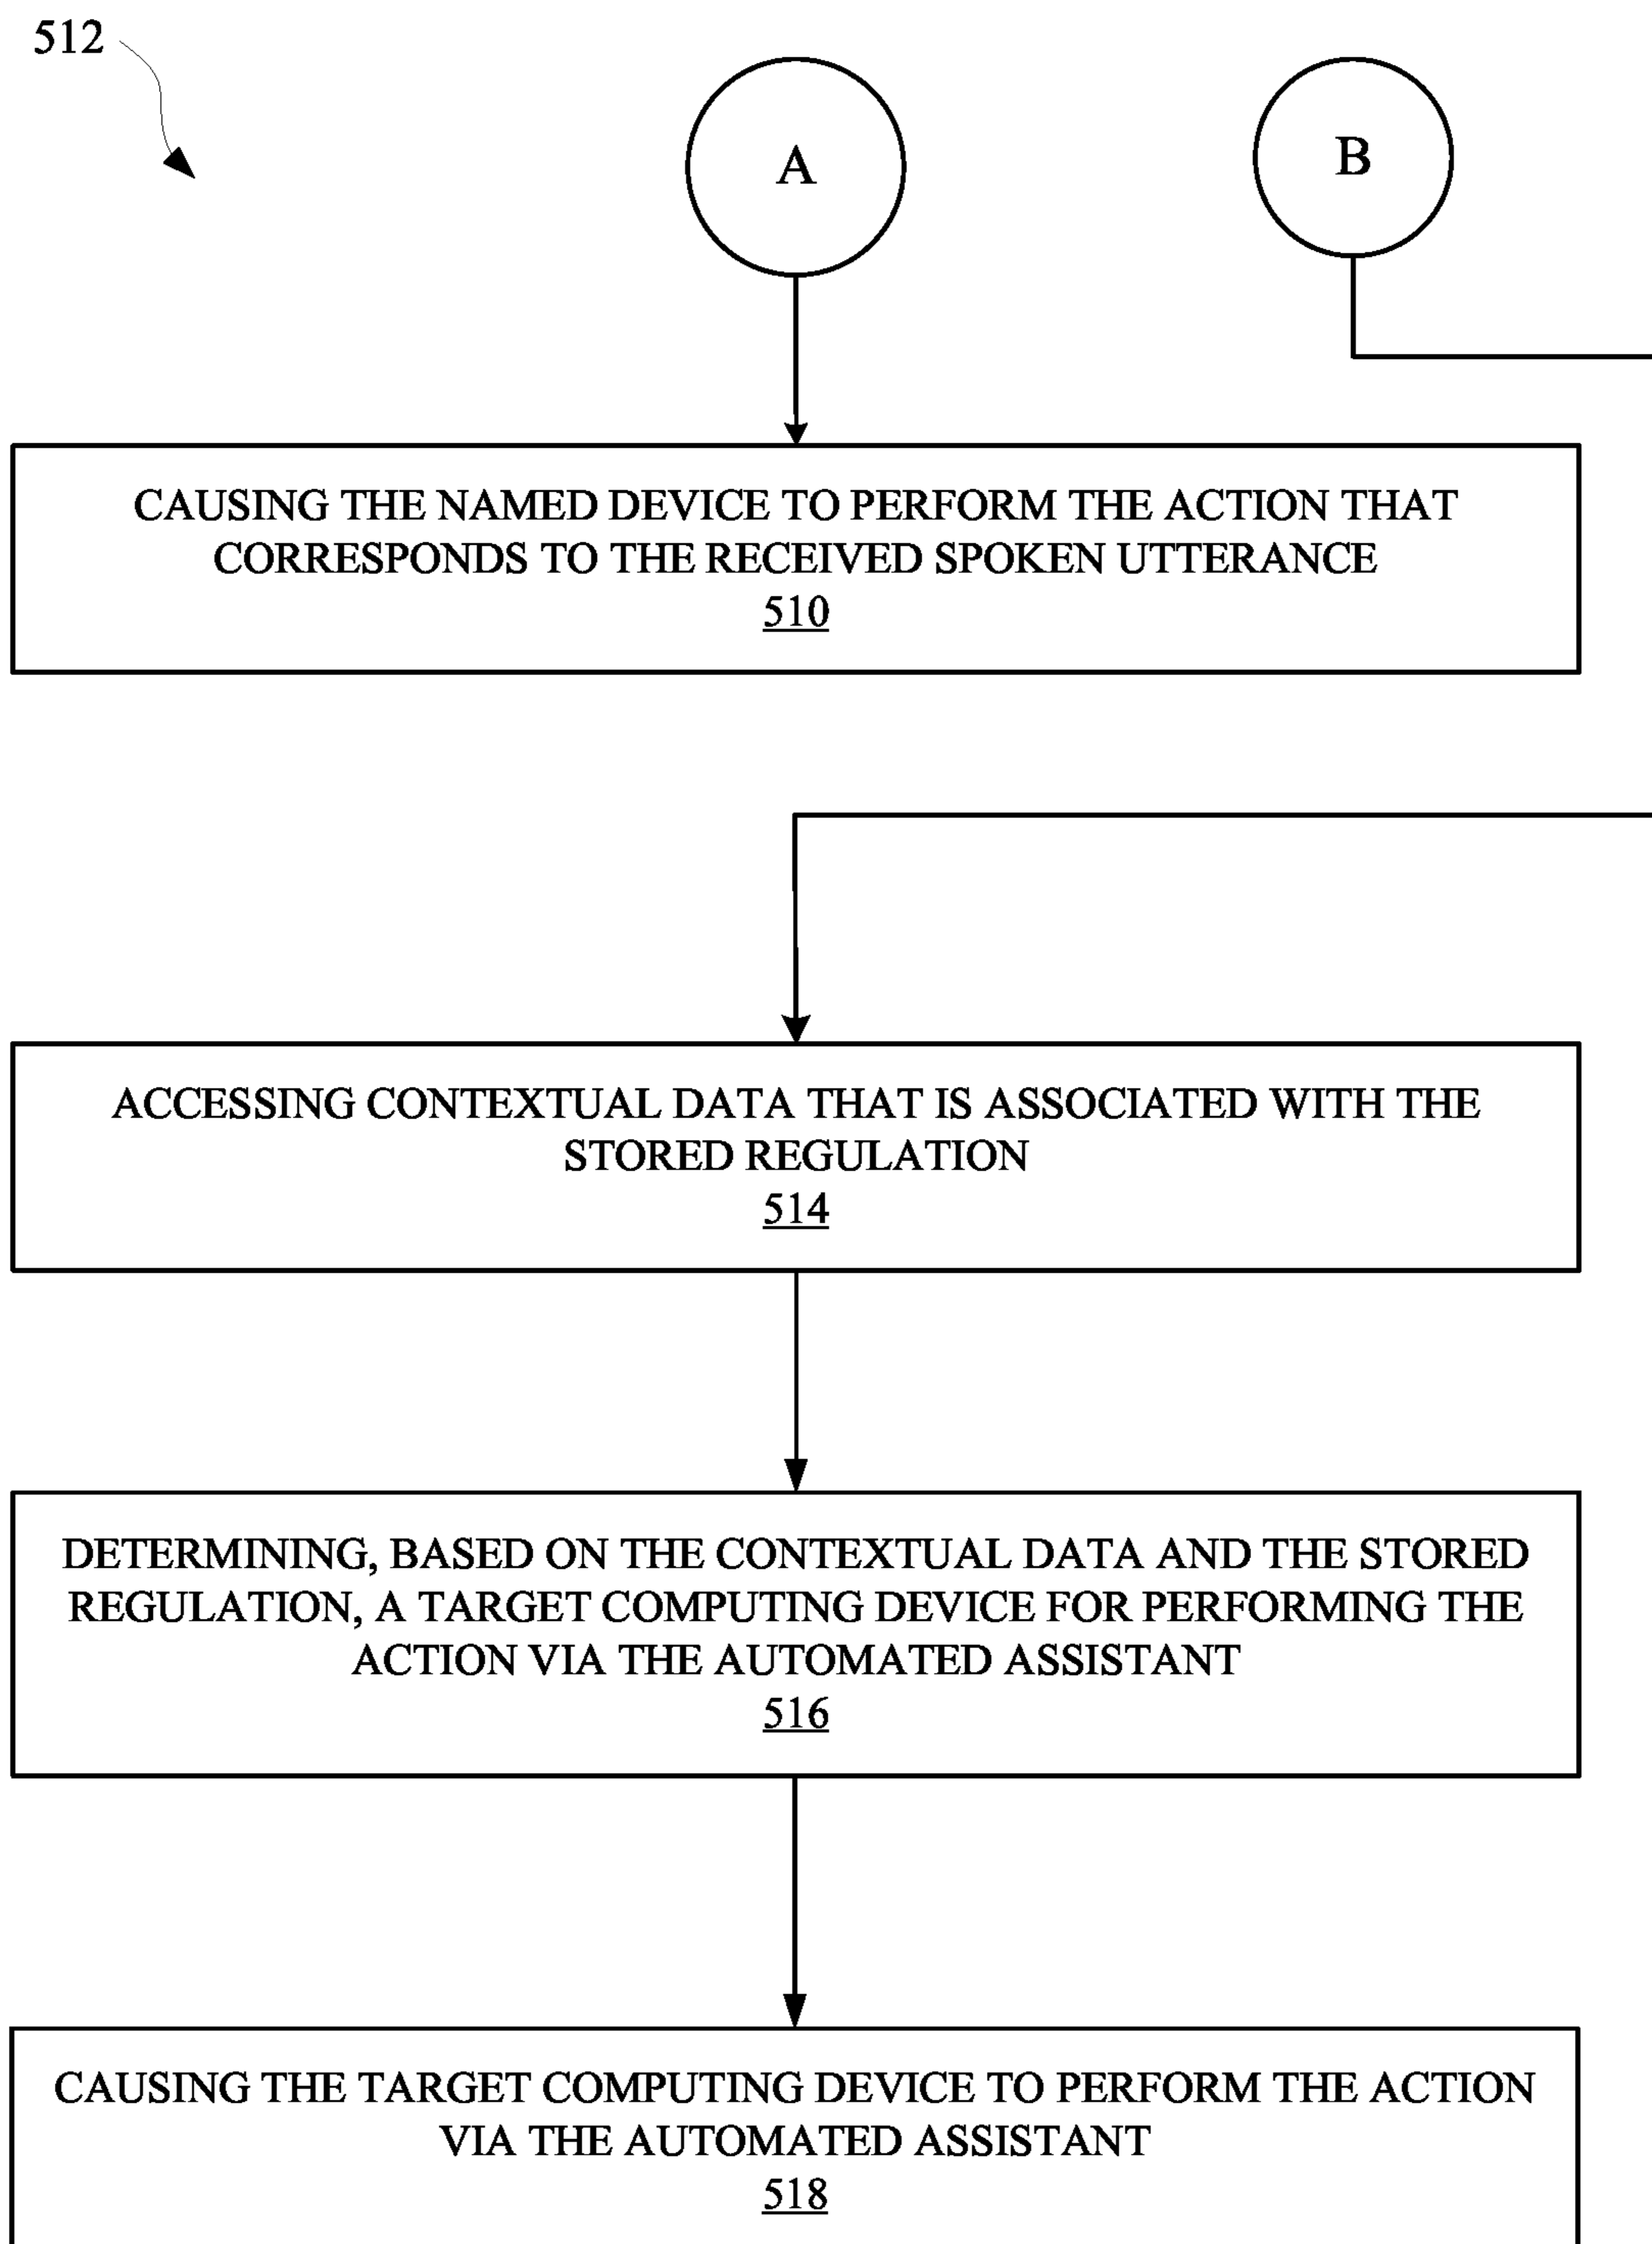 512
A
B
CAUSING THE NAMED DEVICE TO PERFORM THE ACTION THAT
CORRESPONDS TO THE RECEIVED SPOKEN UTTERANCE
510
ACCESSING CONTEXTUAL DATA THAT IS ASSOCIATED WITH THE
STORED REGULATION
514
DETERMINING, BASED ON THE CONTEXTUAL DATA AND THE STORED
REGULATION, A TARGET COMPUTING DEVICE FOR PERFORMING THE
ACTION VIA THE AUTOMATED ASSISTANT
516
CAUSING THE TARGET COMPUTING DEVICE TO PERFORM THE ACTION
VIA THE AUTOMATED ASSISTANT
518